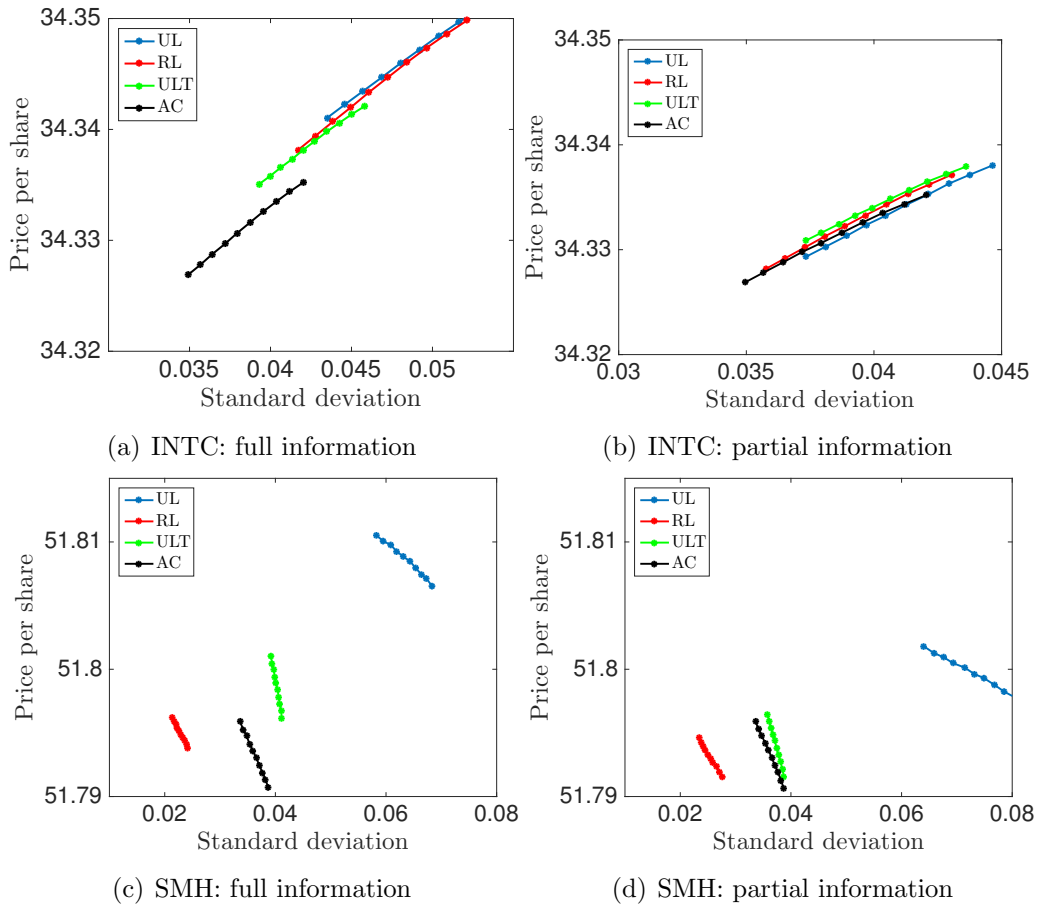 34.35
34.34
34.33
34.32
Price per share
UL
RL
ULT
AC
0.035
0.04
0.045
0.05
Standard deviation
(a) INTC: full information
34.35
34.34
34.33
34.32
Price per share
UL
RL
ULT
AC
0.03
0.035
0.04
0.045
Standard deviation
(b) INTC: partial information
51.81
51.8
51.79
Price per share
UL
RL
ULT
AC
0.02
0.04
0.06
0.08
Standard deviation
(c) SMH: full information
51.81
51.8
51.79
Price per share
UL
RL
ULT
AC
0.02
0.04
0.06
0.08
Standard deviation
(d) SMH: partial information